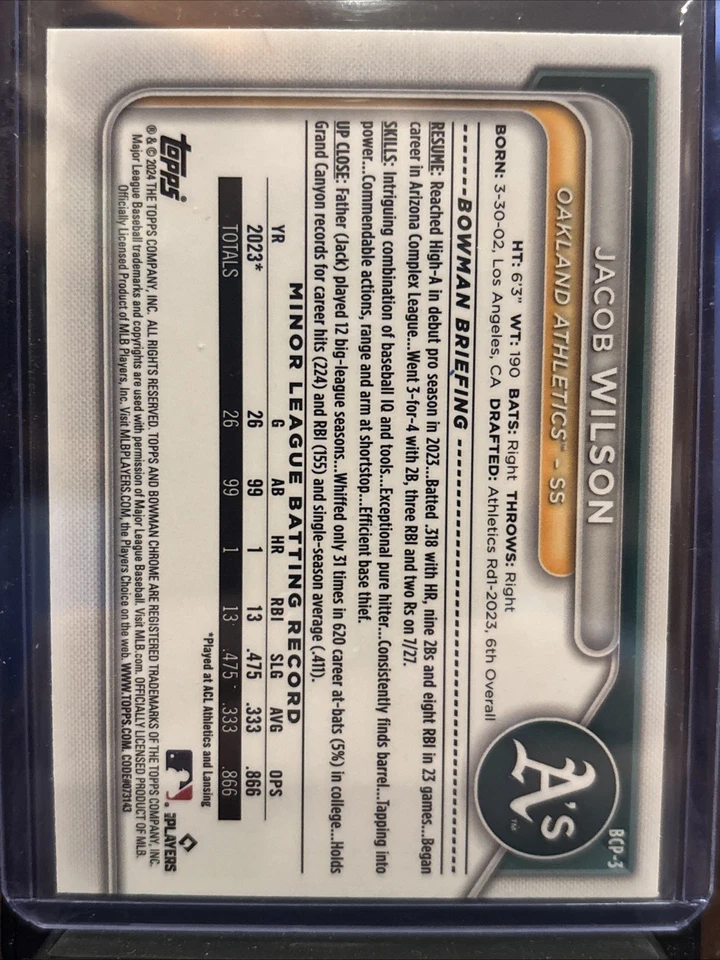 BCP-3
JACOB WILSON
OAKLAND ATHLETICS™ - SS
A's ™
HT: 6'3" WT: 190 BATS: Right THROWS: Right
BORN: 3-30-02, Los Angeles, CA DRAFTED: Athletics Rd1-2023, 6th Overall
BOWMAN BRIEFING
RESUME: Reached High-A in debut pro season in 2023...Batted .318 with HR, nine 2Bs and eight RBI in 23 games...Began
career in Arizona Complex League...Went 3-for-4 with 2B, three RBI and two Rs on 7/27.
SKILLS: Intriguing combination of baseball IQ and tools...Exceptional pure hitter...Consistently finds barrel...Tapping into
power...Commendable actions, range and arm at shortstop...Efficient base thief.
UP CLOSE: Father (Jack) played 12 big-league seasons...Whiffed only 31 times in 620 career at-bats (5%) in college...Holds
Grand Canyon records for career hits (224) and RBI (155) and single-season average (.411).
MINOR LEAGUE BATTING RECORD
YR G AB HR RBI SLG AVG OPS
2023* 26 99 1 13 .475 .333 .866
TOTALS 26 99 1 13 .475 .333 .866
*Played at ACL Athletics and Lansing
topps
MLB PLAYERS
® & © 2024 THE TOPPS COMPANY, INC. ALL RIGHTS RESERVED. TOPPS AND BOWMAN CHROME ARE REGISTERED TRADEMARKS OF THE TOPPS COMPANY, INC.
Major League Baseball trademarks and copyrights are used with permission of Major League Baseball. Visit MLB.com. OFFICIALLY LICENSED PRODUCT OF MLB
Officially Licensed Product of MLB Players, Inc. Visit MLBPLAYERS.COM, the Players Choice on the web. WWW.TOPPS.COM. CODE#073143